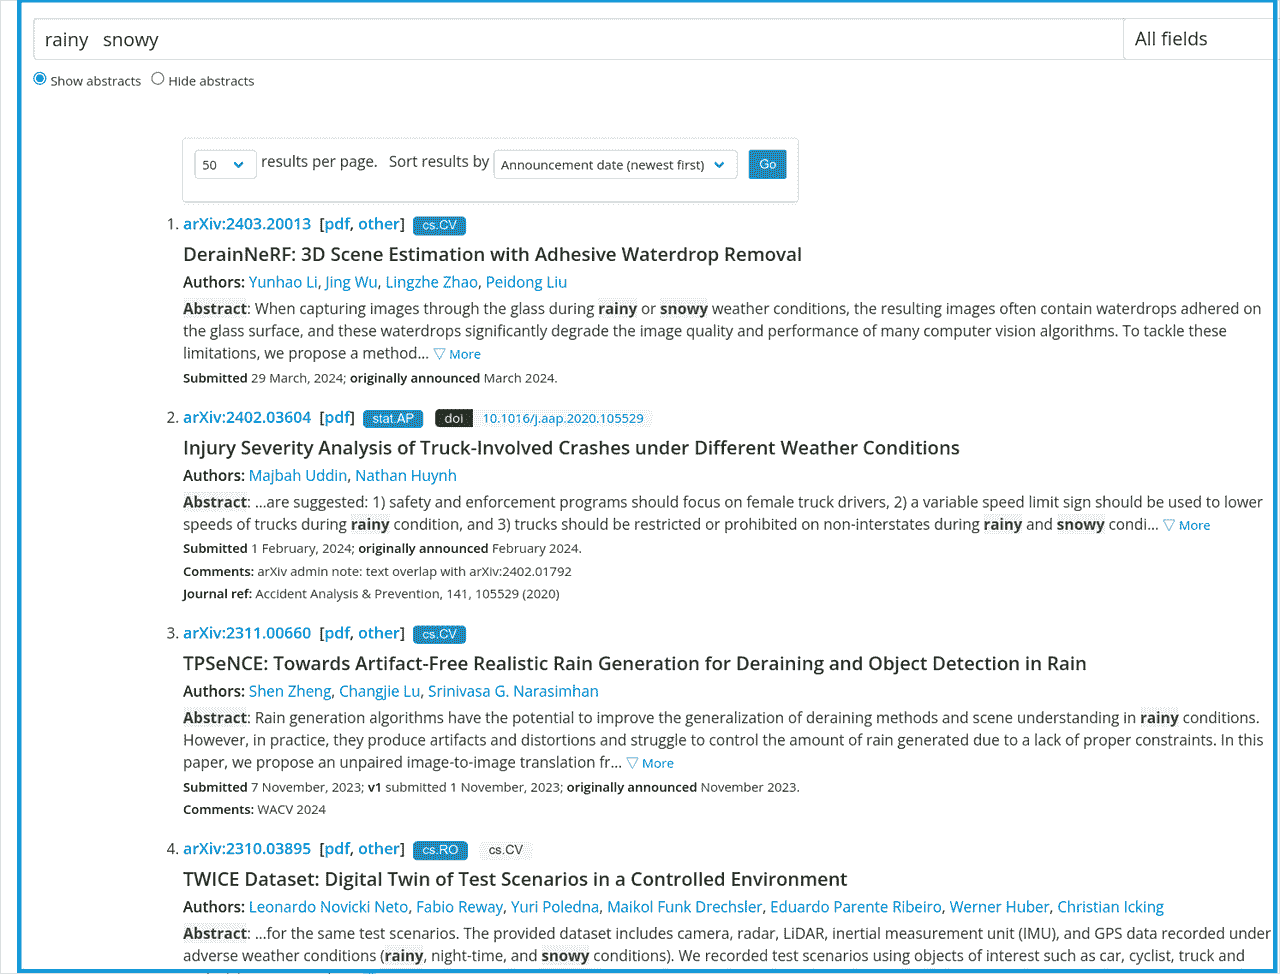 rainy snowy
All fields
Show abstracts Hide abstracts
50 results per page. Sort results by Announcement date (newest first) Go
1. arXiv:2403.20013 [pdf, other] cs.CV
DerainNeRF: 3D Scene Estimation with Adhesive Waterdrop Removal
Authors: Yunhao Li, Jing Wu, Lingzhe Zhao, Peidong Liu
Abstract: When capturing images through the glass during rainy or snowy weather conditions, the resulting images often contain waterdrops adhered on
the glass surface, and these waterdrops significantly degrade the image quality and performance of many computer vision algorithms. To tackle these
limitations, we propose a method… ▽ More
Submitted 29 March, 2024; originally announced March 2024.
2. arXiv:2402.03604 [pdf] stat.AP doi 10.1016/j.aap.2020.105529
Injury Severity Analysis of Truck-Involved Crashes under Different Weather Conditions
Authors: Majbah Uddin, Nathan Huynh
Abstract: …are suggested: 1) safety and enforcement programs should focus on female truck drivers, 2) a variable speed limit sign should be used to lower
speeds of trucks during rainy condition, and 3) trucks should be restricted or prohibited on non-interstates during rainy and snowy condi… ▽ More
Submitted 1 February, 2024; originally announced February 2024.
Comments: arXiv admin note: text overlap with arXiv:2402.01792
Journal ref: Accident Analysis & Prevention, 141, 105529 (2020)
3. arXiv:2311.00660 [pdf, other] cs.CV
TPSeNCE: Towards Artifact-Free Realistic Rain Generation for Deraining and Object Detection in Rain
Authors: Shen Zheng, Changjie Lu, Srinivasa G. Narasimhan
Abstract: Rain generation algorithms have the potential to improve the generalization of deraining methods and scene understanding in rainy conditions.
However, in practice, they produce artifacts and distortions and struggle to control the amount of rain generated due to a lack of proper constraints. In this
paper, we propose an unpaired image-to-image translation fr… ▽ More
Submitted 7 November, 2023; v1 submitted 1 November, 2023; originally announced November 2023.
Comments: WACV 2024
4. arXiv:2310.03895 [pdf, other] cs.RO cs.CV
TWICE Dataset: Digital Twin of Test Scenarios in a Controlled Environment
Authors: Leonardo Novicki Neto, Fabio Reway, Yuri Poledna, Maikol Funk Drechsler, Eduardo Parente Ribeiro, Werner Huber, Christian Icking
Abstract: …for the same test scenarios. The provided dataset includes camera, radar, LiDAR, inertial measurement unit (IMU), and GPS data recorded under
adverse weather conditions (rainy, night-time, and snowy conditions). We recorded test scenarios using objects of interest such as car, cyclist, truck and